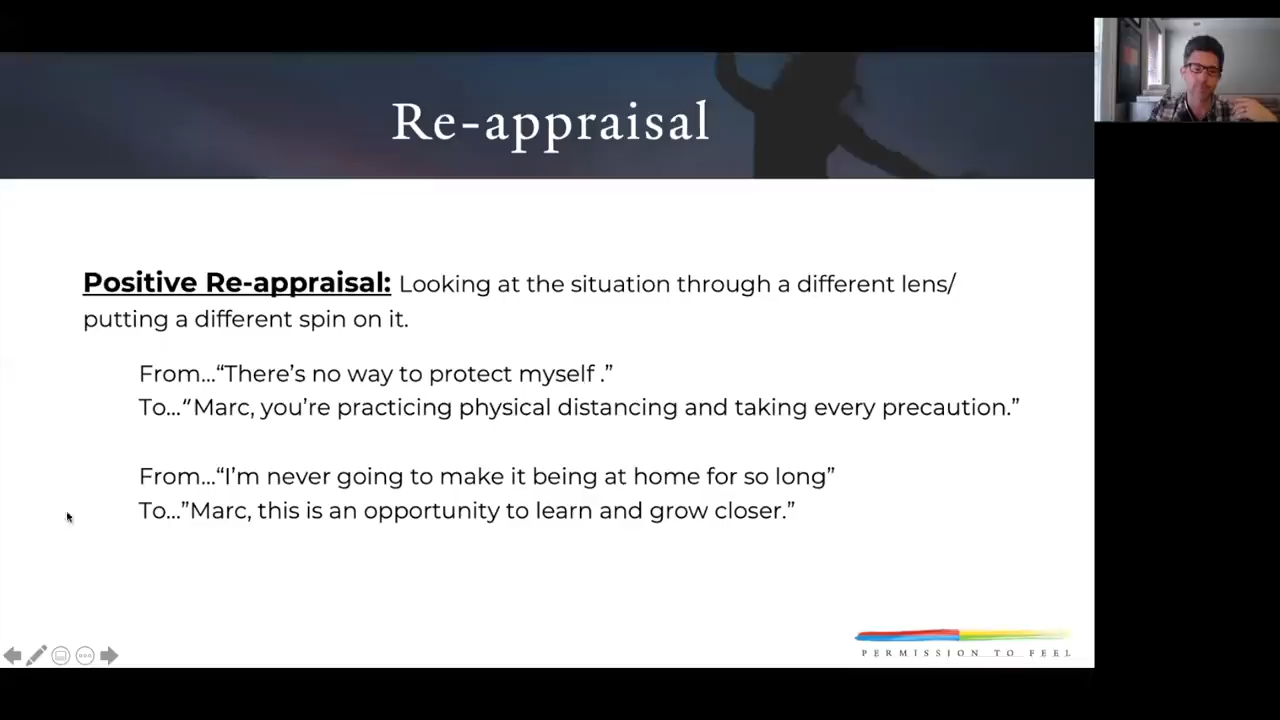 Re-appraisal
Positive Re-appraisal: Looking at the situation through a different lens/
putting a different spin on it.
From...“There’s no way to protect myself .”
To...“Marc, you’re practicing physical distancing and taking every precaution.”
From...“I’m never going to make it being at home for so long”
To...”Marc, this is an opportunity to learn and grow closer.”
PERMISSION TO FEEL